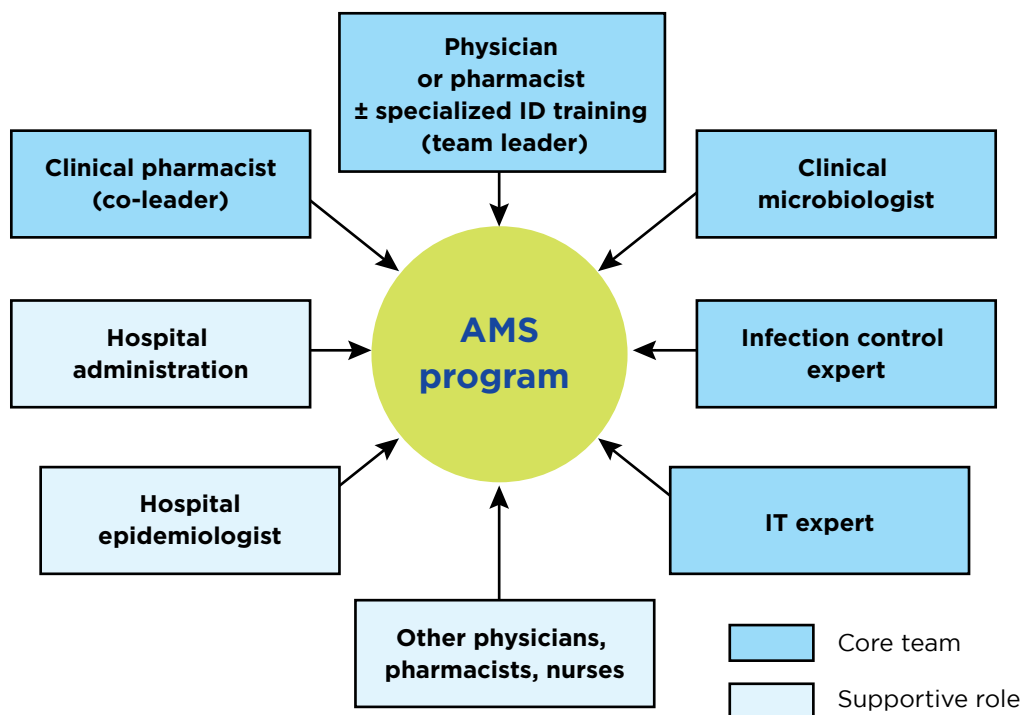 Physician
or pharmacist
± specialized ID training
(team leader)
Clinical pharmacist
(co-leader)
Clinical
microbiologist
Hospital
administration
AMS
program
Infection control
expert
Hospital
epidemiologist
IT expert
Other physicians,
pharmacists, nurses
Core team
Supportive role